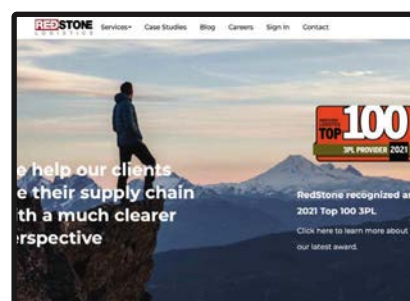 REDSTONE
LOGISTICS
Services Case Studies Blog Careers Sign In Contact
TOP 100
3PL PROVIDER 2021
e help our clients
e their supply chain
th a much clearer
erspective
RedStone recognized a
2021 Top 100 3PL
Click here to learn more about
our latest award.